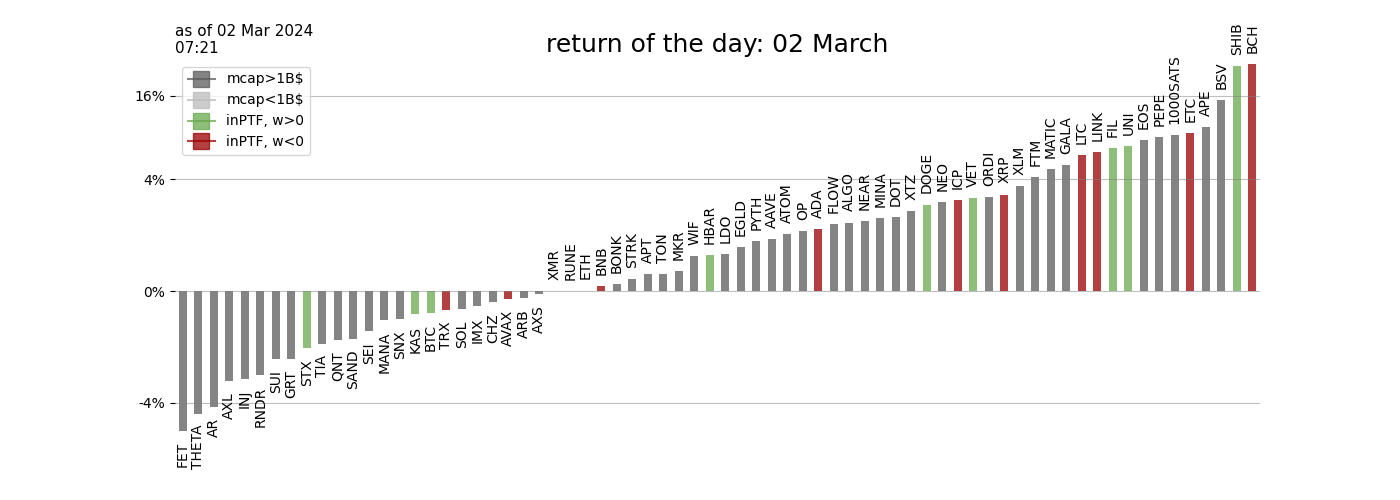 as of 02 Mar 2024
07:21
return of the day: 02 March
mcap>1B$
mcap<1B$
inPTF, w>0
inPTF, w<0
16%
4%
0%
-4%
FET
THETA
AR
AXL
INJ
RNDR
SUI
GRT
STX
TIA
QNT
SAND
SEI
MANA
SNX
KAS
BTC
TRX
SOL
IMX
CHZ
AVAX
ARB
AXS
XMR
RUNE
ETH
BNB
BONK
STRK
APT
TON
MKR
WIF
HBAR
LDO
EGLD
PYTH
AAVE
ATOM
OP
ADA
FLOW
ALGO
NEAR
MINA
DOT
XTZ
DOGE
NEO
ICP
VET
ORDI
XRP
XLM
FTM
MATIC
GALA
LTC
LINK
FIL
UNI
EOS
PEPE
1000SATS
ETC
APE
BSV
SHIB
BCH